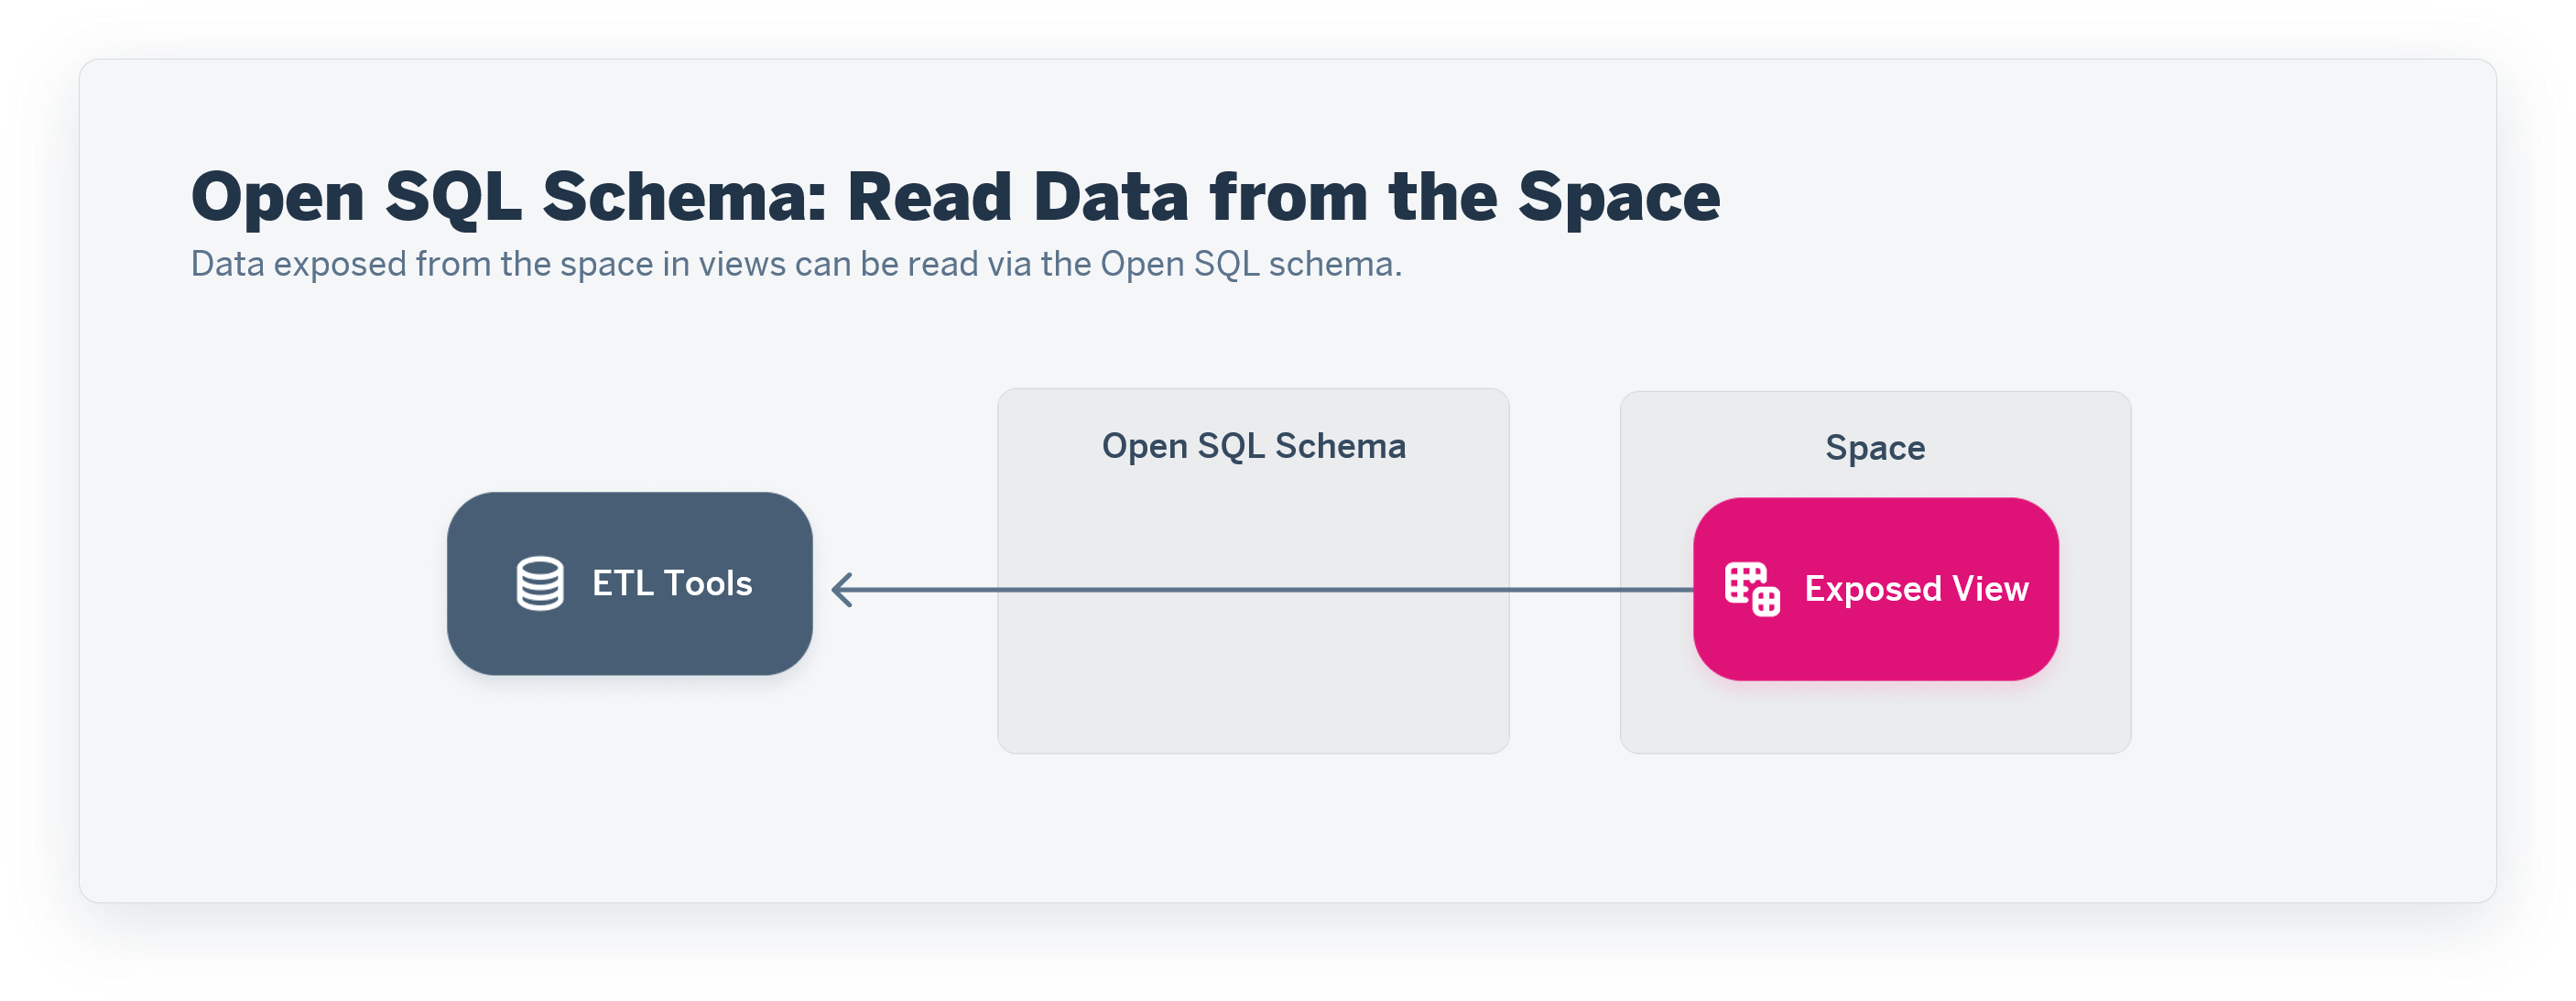 Open SQL Schema: Read Data from the Space
Data exposed from the space in views can be read via the Open SQL schema.
Open SQL Schema
Space
ETL Tools
Exposed View